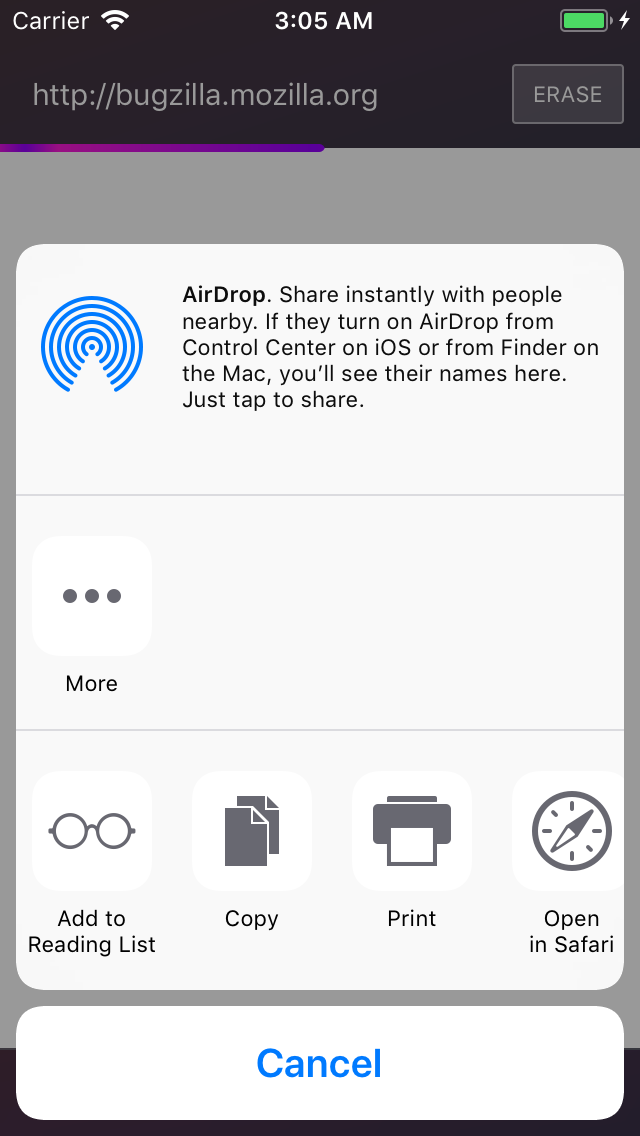 Carrier 3:05 AM
http://bugzilla.mozilla.org ERASE
AirDrop. Share instantly with people
nearby. If they turn on AirDrop from
Control Center on iOS or from Finder on
the Mac, you’ll see their names here.
Just tap to share.
More
Add to
Reading List
Copy
Print
Open
in Safari
Cancel